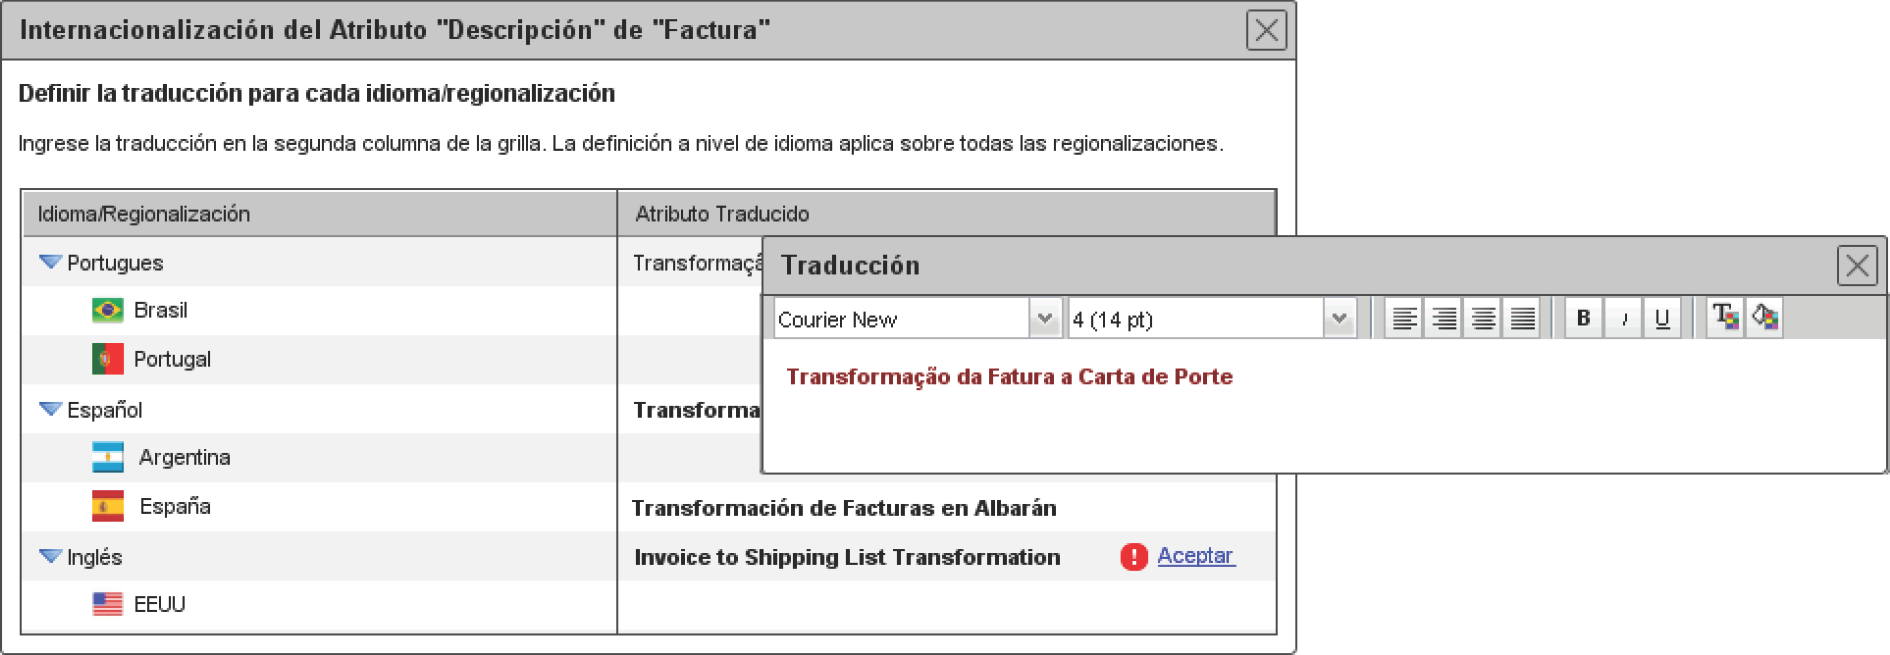 Internacionalización del Atributo "Descripción" de "Factura"
Definir la traducción para cada idioma/regionalización
Ingrese la traducción en la segunda columna de la grilla. La definición a nivel de idioma aplica sobre todas las regionalizaciones.
Idioma/Regionalización Atributo Traducido
Portugues Transformaçã
Brasil
Portugal
Español Transforma
Argentina
España Transformación de Facturas en Albarán
Inglés Invoice to Shipping List Transformation ! Aceptar
EEUU
Traducción
Courier New 4 (14 pt) B I U T
Transformação da Fatura a Carta de Porte